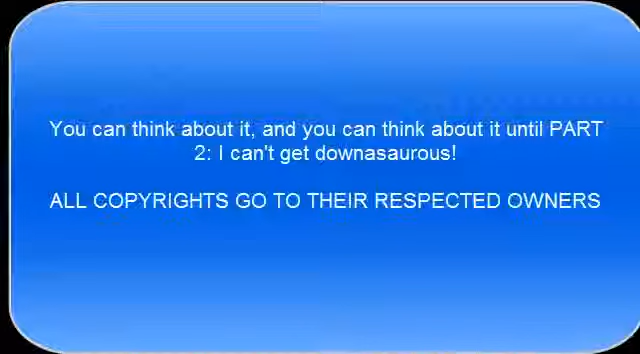 You can think about it, and you can think about it until PART
2: I can't get downasaurous!
ALL COPYRIGHTS GO TO THEIR RESPECTED OWNERS